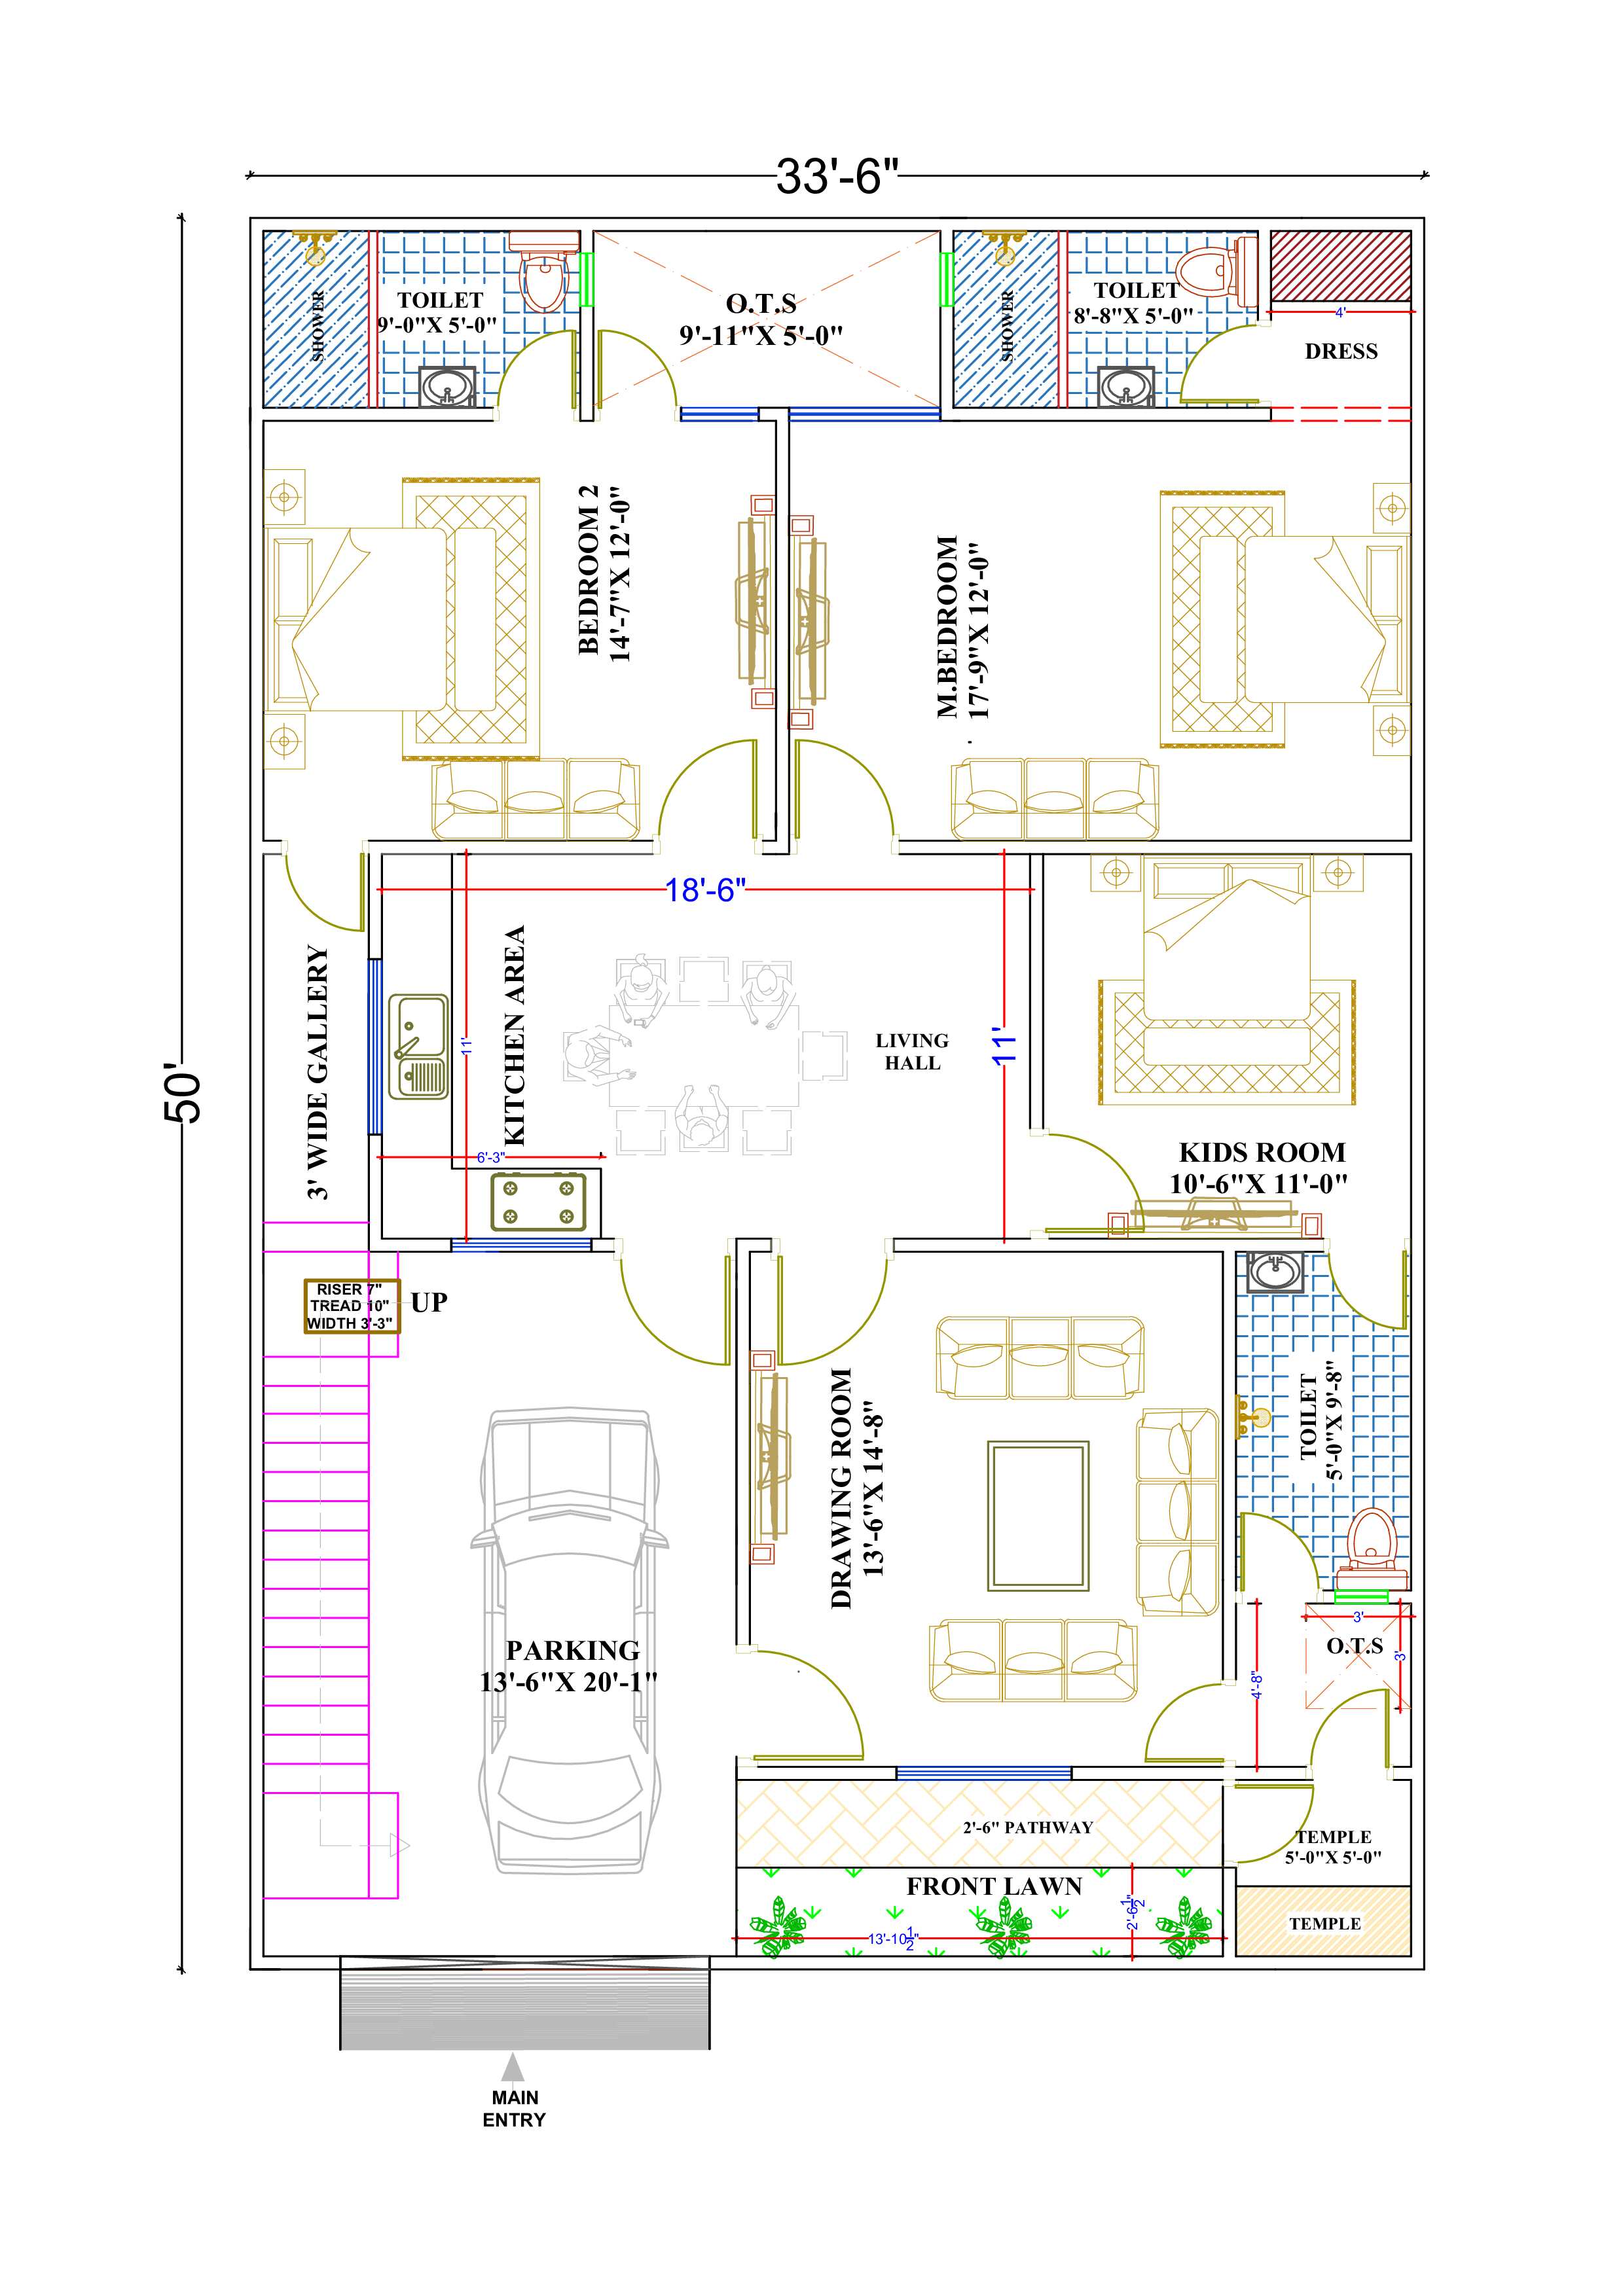 33'-6"
50'
SHOWER
TOILET
9'-0"X 5'-0"
O.T.S
9'-11"X 5'-0"
SHOWER
TOILET
8'-8"X 5'-0"
4'
DRESS
BEDROOM 2
14'-7"X 12'-0"
M.BEDROOM
17'-9"X 12'-0"
18'-6"
3' WIDE GALLERY
11'
KITCHEN AREA
6'-3"
LIVING
HALL
11'
KIDS ROOM
10'-6"X 11'-0"
RISER 7"
TREAD 10"
WIDTH 3'-3"
UP
PARKING
13'-6"X 20'-1"
DRAWING ROOM
13'-6"X 14'-8"
TOILET
5'-0"X 9'-8"
3'
O.T.S
3'
4'-8"
2'-6" PATHWAY
TEMPLE
5'-0"X 5'-0"
FRONT LAWN
2'-6 1/2"
13'-10 1/2"
TEMPLE
MAIN
ENTRY